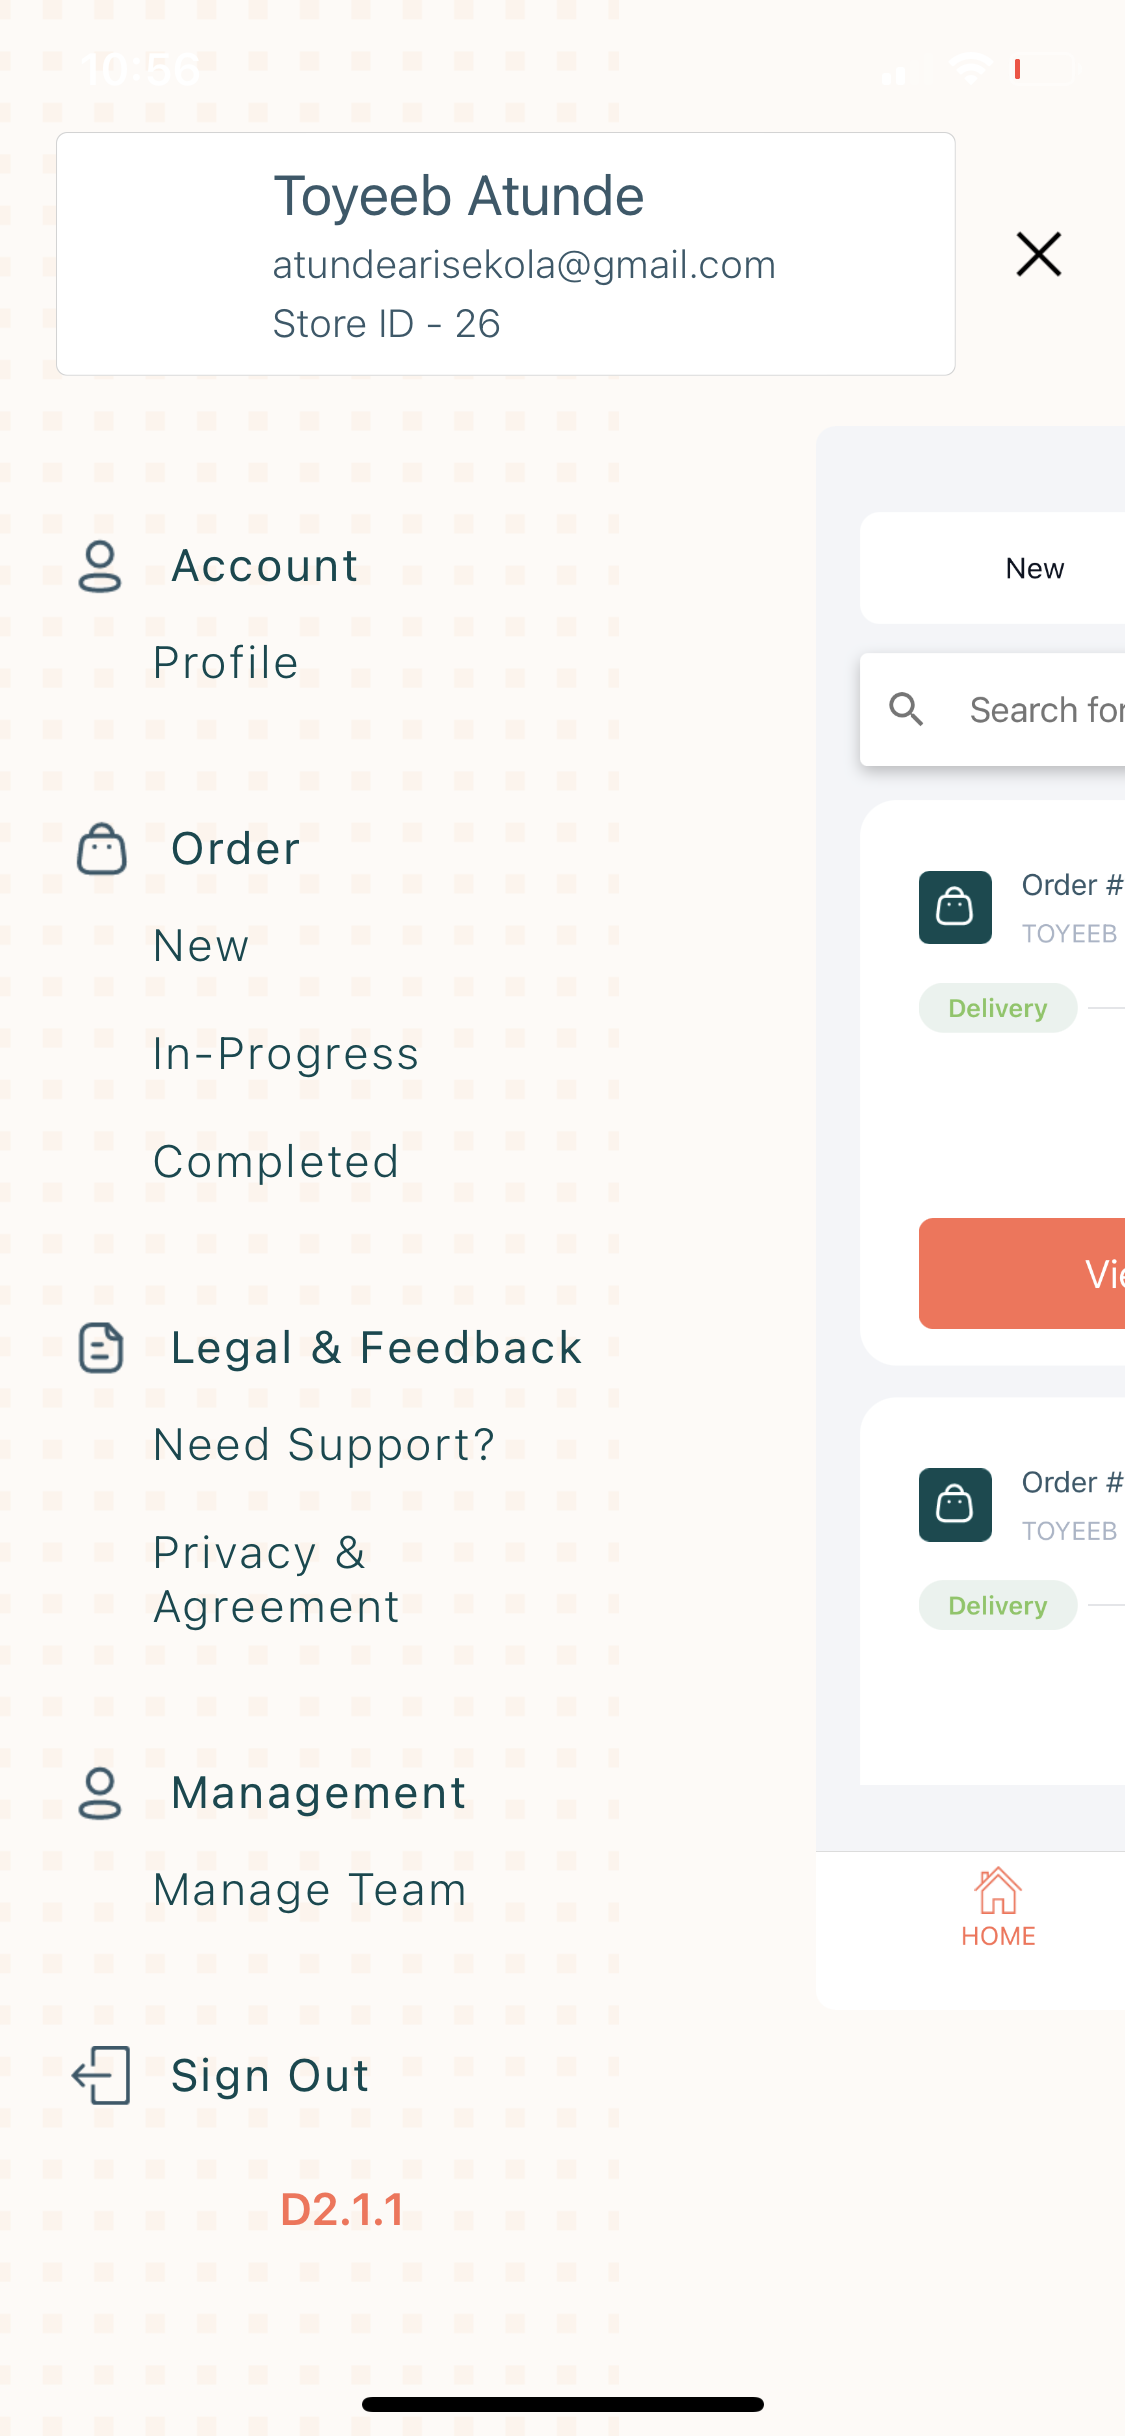 10:56
Toyeeb Atunde
atundearisekola@gmail.com
Store ID - 26
Account
Profile
Order
New
In-Progress
Completed
Legal & Feedback
Need Support?
Privacy &
Agreement
Management
Manage Team
Sign Out
D2.1.1
New
Search for
Order #
TOYEEB
Delivery
Order #
TOYEEB
Delivery
HOME